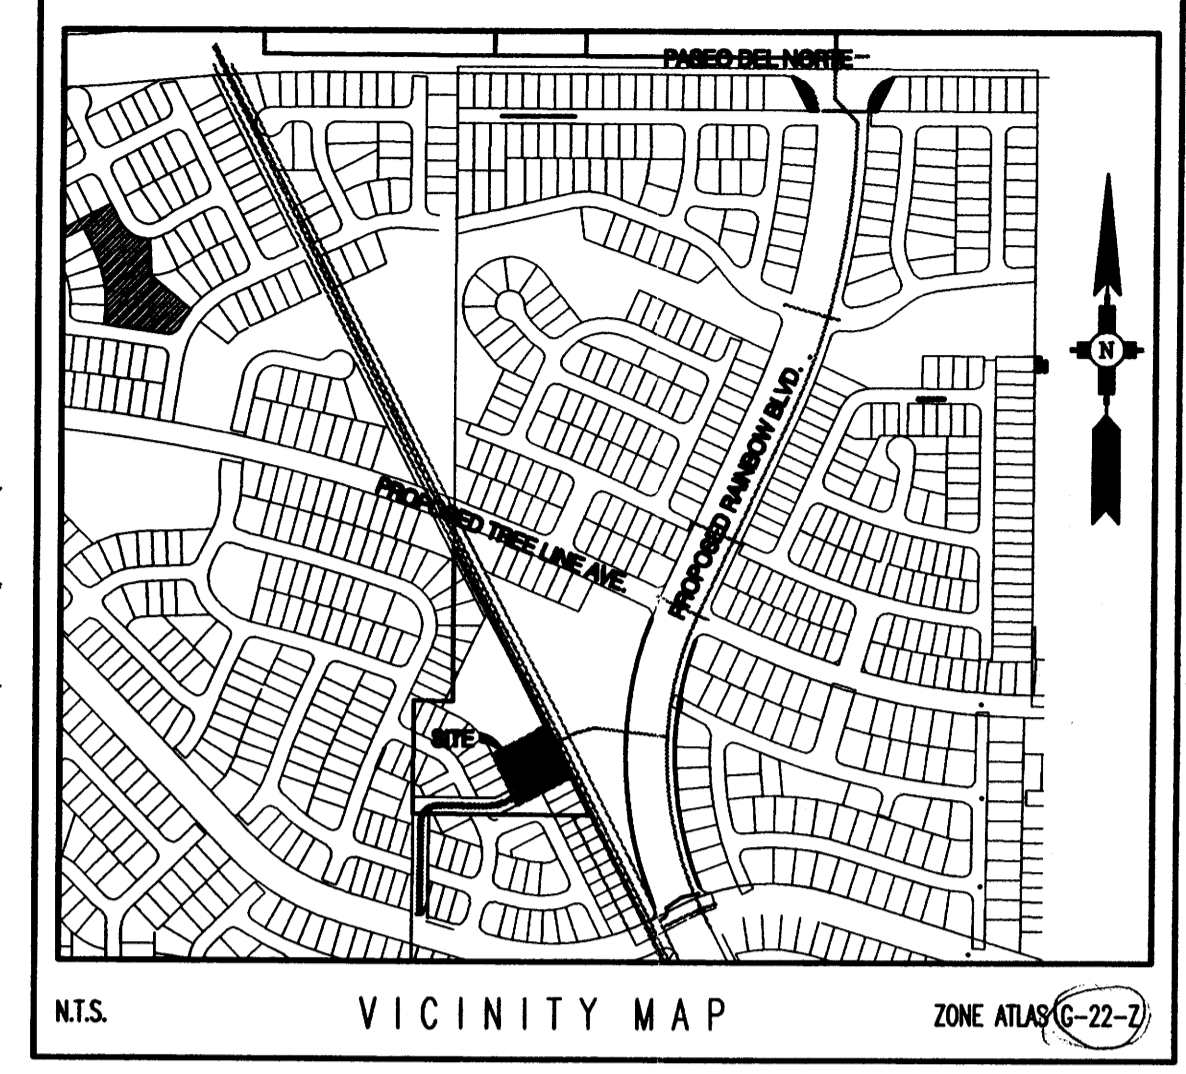 PASEO DEL NORTE
N
PROPOSED RAINBOW BLVD.
PROPOSED TREE LINE AVE.
SITE
N.T.S.
VICINITY MAP
ZONE ATLAS G-22-Z